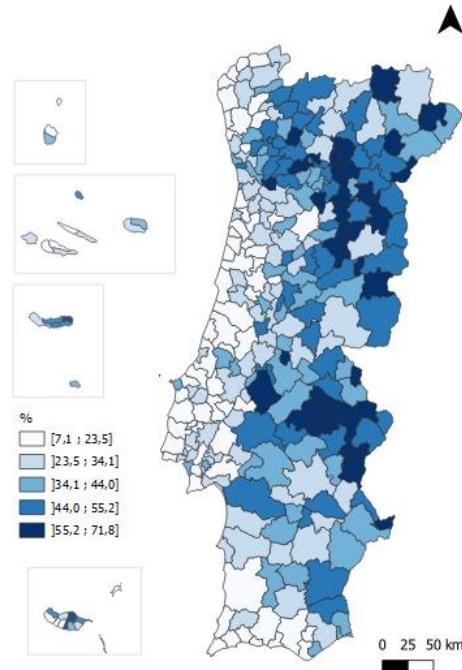 %
[7,1 ; 23,5]
]23,5 ; 34,1]
]34,1 ; 44,0]
]44,0 ; 55,2]
]55,2 ; 71,8]
0 25 50 km